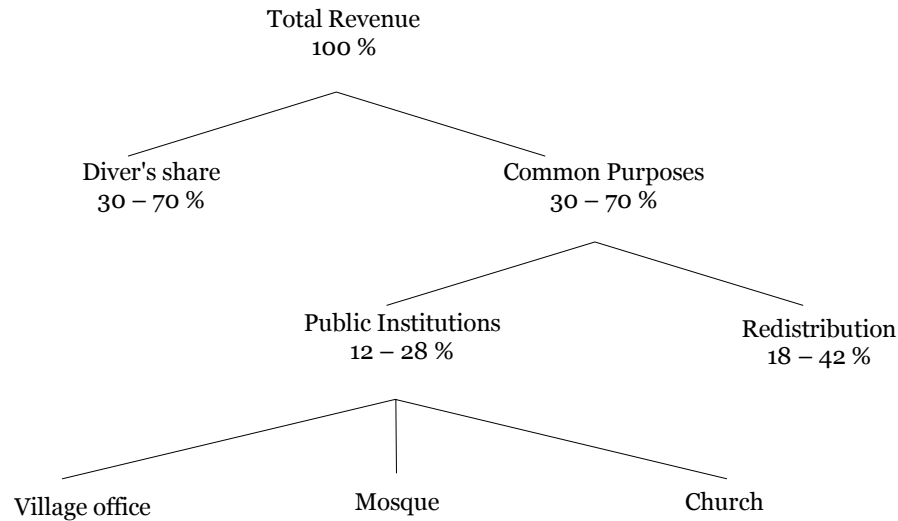 Total Revenue
100 %
Diver's share
30 – 70 %
Common Purposes
30 – 70 %
Public Institutions
12 – 28 %
Redistribution
18 – 42 %
Village office
Mosque
Church